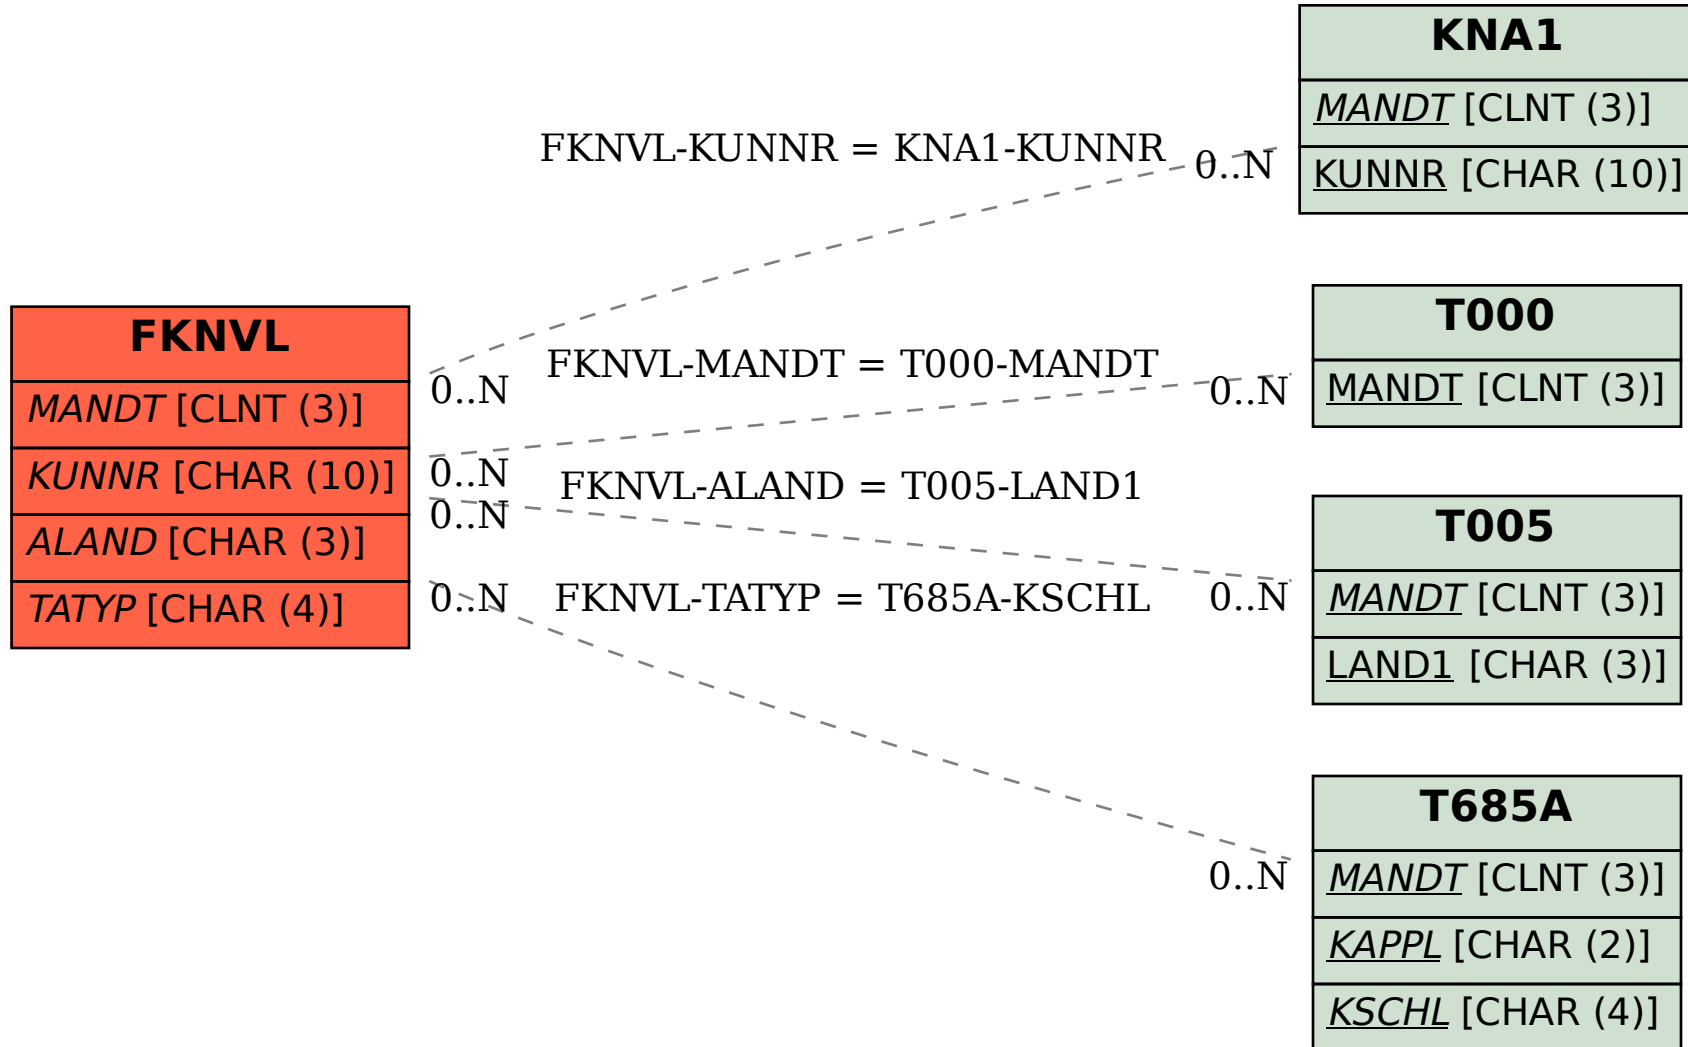 KNA1
MANDT [CLNT (3)]
KUNNR [CHAR (10)]
FKNVL-KUNNR = KNA1-KUNNR
0..N
FKNVL
MANDT [CLNT (3)]
KUNNR [CHAR (10)]
ALAND [CHAR (3)]
TATYP [CHAR (4)]
0..N
0..N
0..N
0..N
FKNVL-MANDT = T000-MANDT
0..N
T000
MANDT [CLNT (3)]
FKNVL-ALAND = T005-LAND1
0..N
T005
MANDT [CLNT (3)]
LAND1 [CHAR (3)]
FKNVL-TATYP = T685A-KSCHL
0..N
T685A
MANDT [CLNT (3)]
KAPPL [CHAR (2)]
KSCHL [CHAR (4)]